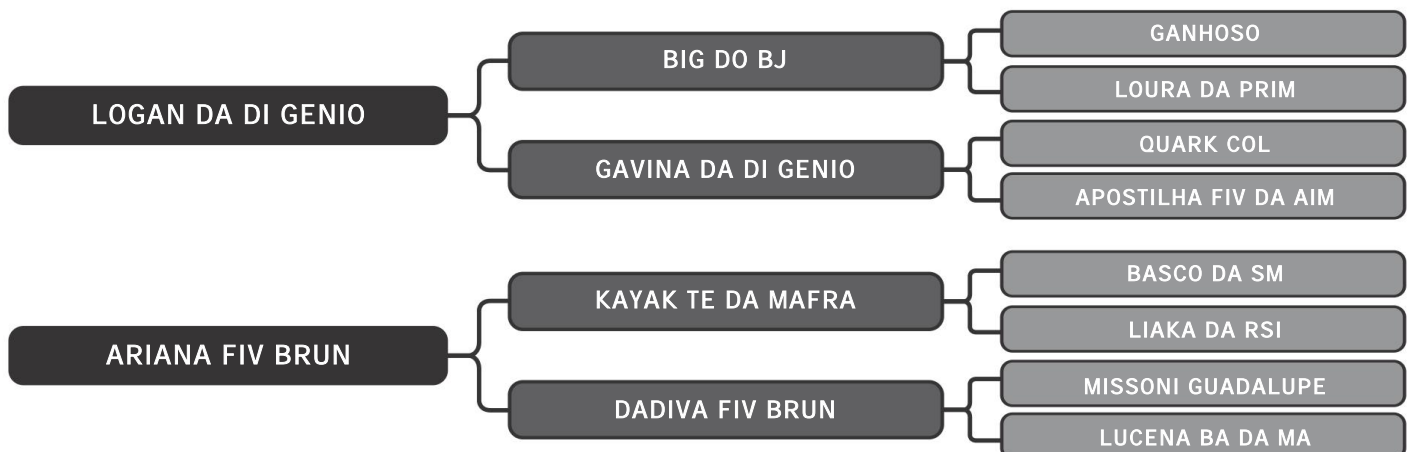 LOGAN DA DI GENIO
BIG DO BJ
GANHOSO
LOURA DA PRIM
GAVINA DA DI GENIO
QUARK COL
APOSTILHA FIV DA AIM
ARIANA FIV BRUN
KAYAK TE DA MAFRA
BASCO DA SM
LIAKA DA RSI
DADIVA FIV BRUN
MISSONI GUADALUPE
LUCENA BA DA MA